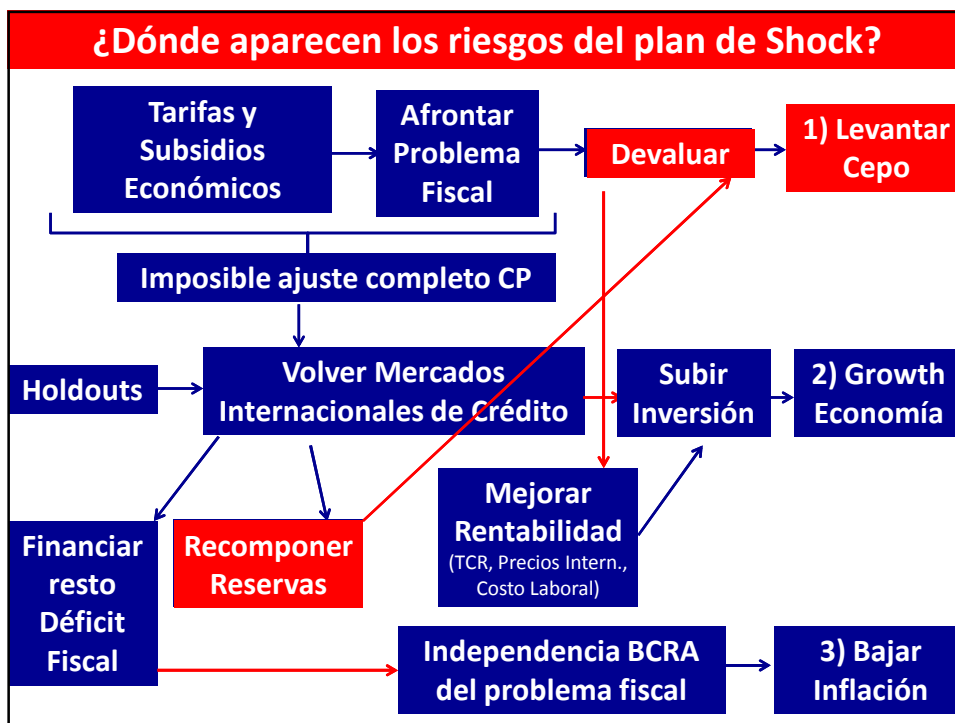 ¿Dónde aparecen los riesgos del plan de Shock?
Tarifas y
Subsidios
Económicos
Afrontar
Problema
Fiscal
Devaluar
1) Levantar
Cepo
Imposible ajuste completo CP
Holdouts
Volver Mercados
Internacionales de Crédito
Subir
Inversión
2) Growth
Economía
Mejorar
Rentabilidad
(TCR, Precios Intern.,
Costo Laboral)
Financiar
resto
Déficit
Fiscal
Recomponer
Reservas
Independencia BCRA
del problema fiscal
3) Bajar
Inflación